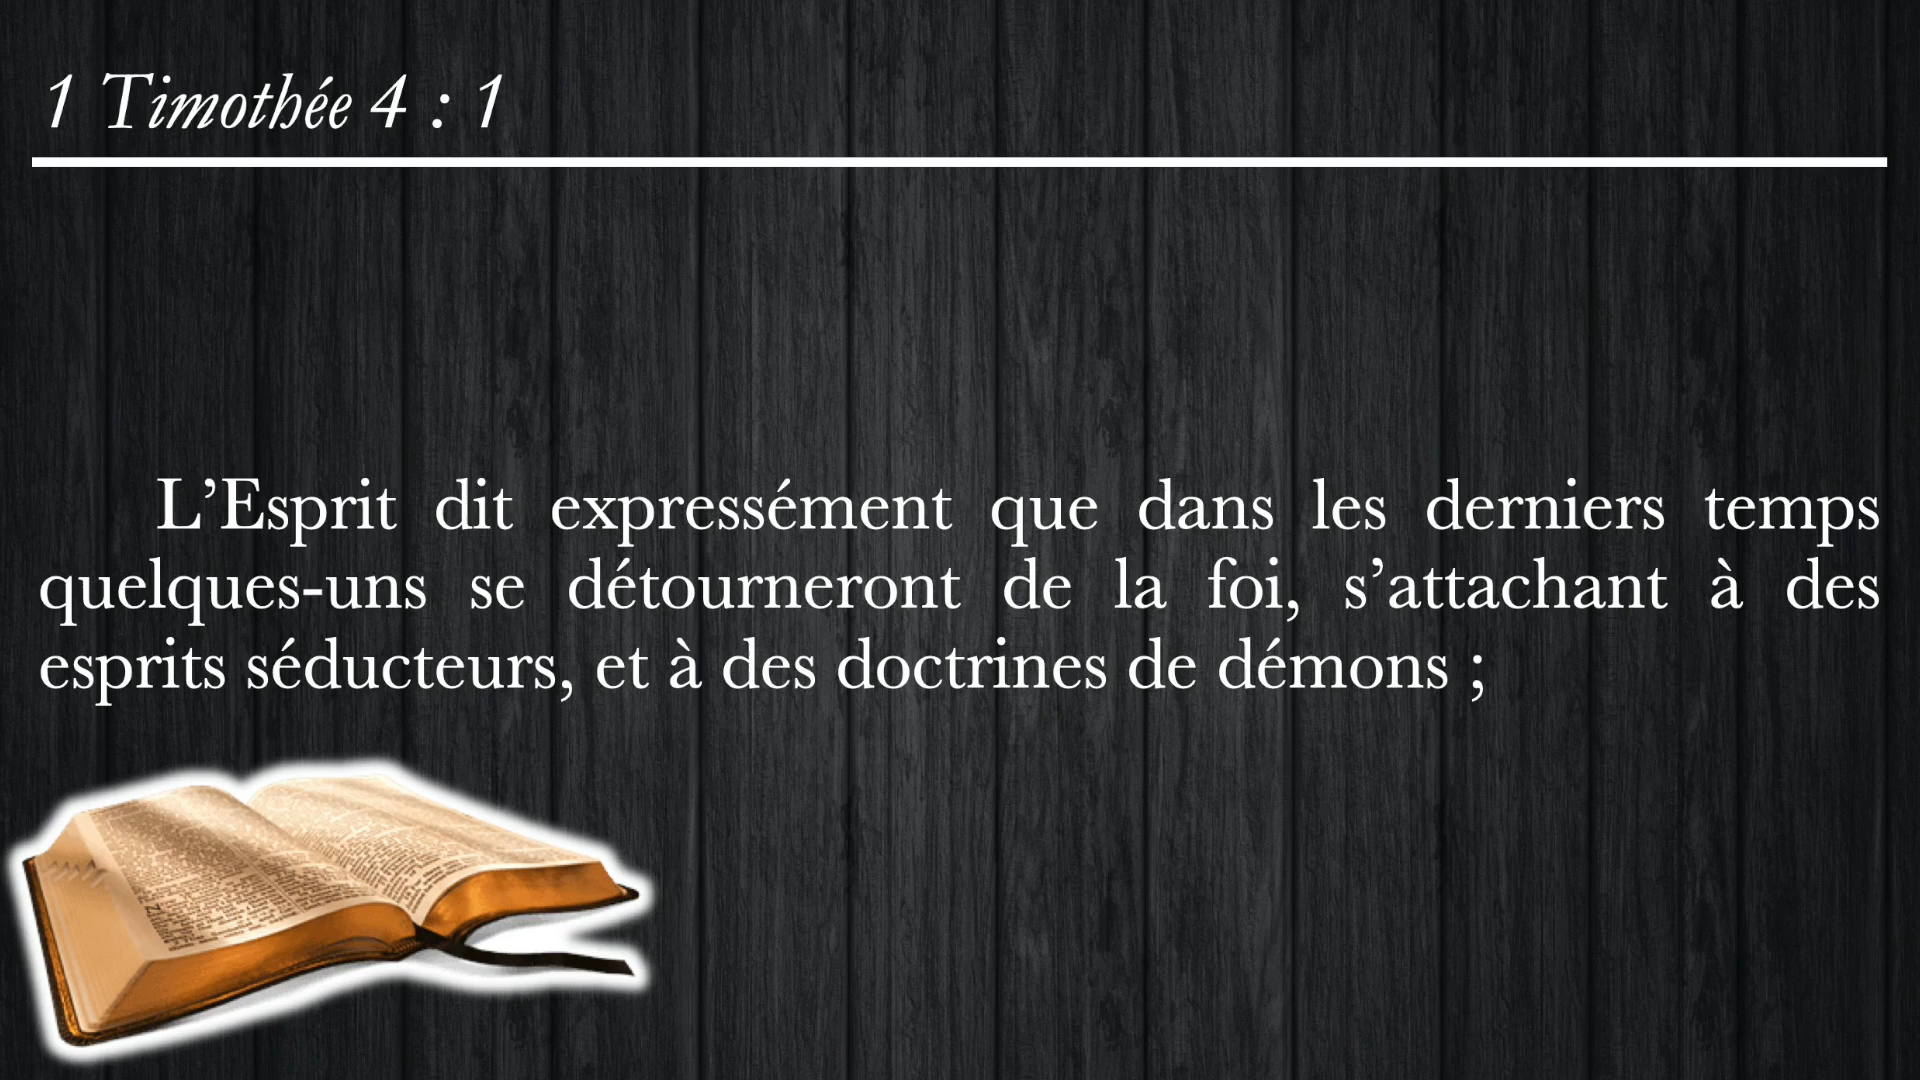 1 Timothée 4 : 1
L’Esprit dit expressément que dans les derniers temps
quelques-uns se détourneront de la foi, s’attachant à des
esprits séducteurs, et à des doctrines de démons ;